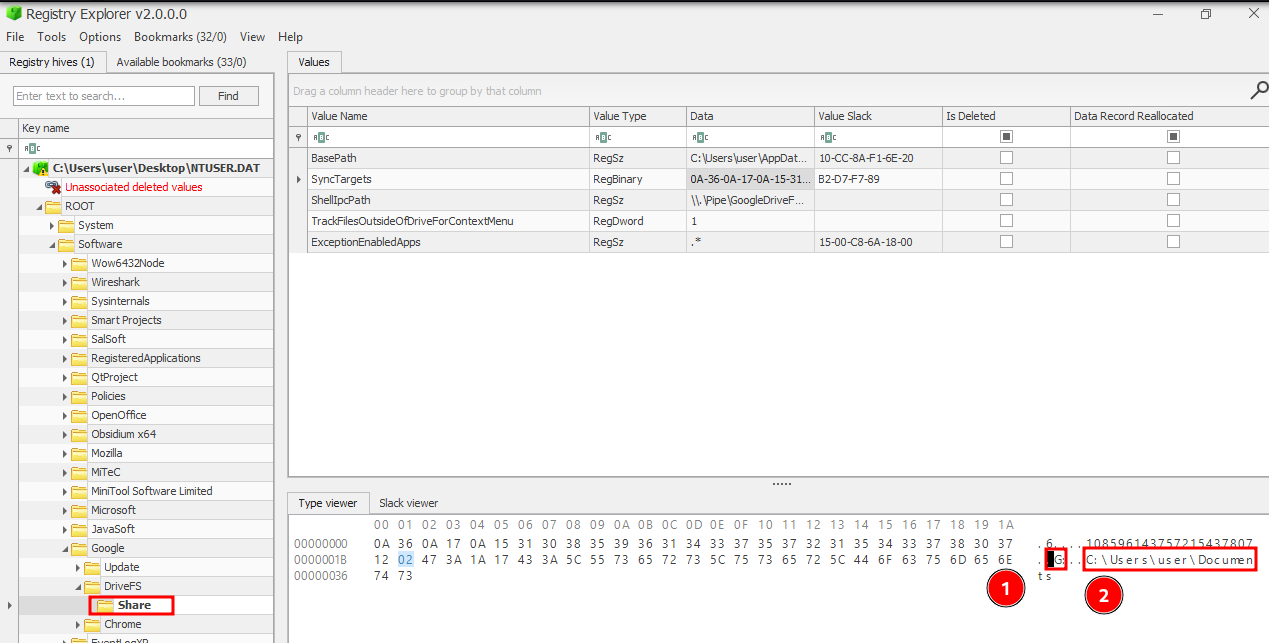 Registry Explorer v2.0.0.0
File Tools Options Bookmarks (32/0) View Help
Registry hives (1) Available bookmarks (33/0)
Enter text to search... Find
Key name
C:\Users\user\Desktop\NTUSER.DAT
Unassociated deleted values
ROOT
System
Software
Wow6432Node
Wireshark
Sysinternals
Smart Projects
SalSoft
RegisteredApplications
QtProject
Policies
OpenOffice
Obsidium x64
Mozilla
MiTeC
MiniTool Software Limited
Microsoft
JavaSoft
Google
Update
DriveFS
Share
Chrome
EventLogXP
Values
Drag a column header here to group by that column
Value Name Value Type Data Value Slack Is Deleted Data Record Reallocated
BasePath RegSz C:\Users\user\AppDat... 10-CC-8A-F1-6E-20
SyncTargets RegBinary 0A-36-0A-17-0A-15-31... B2-D7-F7-89
ShellIpcPath RegSz \\.\Pipe\GoogleDriveF...
TrackFilesOutsideOfDriveForContextMenu RegDword 1
ExceptionEnabledApps RegSz .* 15-00-C8-6A-18-00
Type viewer Slack viewer
00 01 02 03 04 05 06 07 08 09 0A 0B 0C 0D 0E 0F 10 11 12 13 14 15 16 17 18 19 1A
00000000 0A 36 0A 17 0A 15 31 30 38 35 39 36 31 34 33 37 35 37 32 31 35 34 33 37 38 30 37 .6....108596143757215437807
0000001B 12 02 47 3A 1A 17 43 3A 5C 55 73 65 72 73 5C 75 73 65 72 5C 44 6F 63 75 6D 65 6E . G:..C:\Users\user\Documen
00000036 74 73 ts
1
2